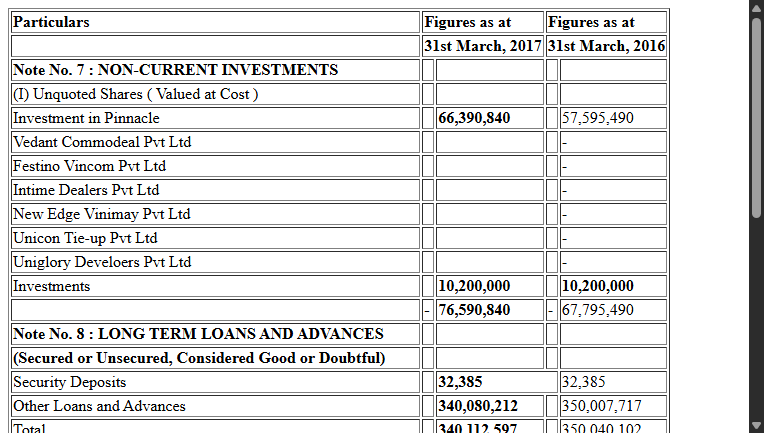 Particulars Figures as at Figures as at
31st March, 2017 31st March, 2016
Note No. 7 : NON-CURRENT INVESTMENTS
(I) Unquoted Shares ( Valued at Cost )
Investment in Pinnacle 66,390,840 57,595,490
Vedant Commodeal Pvt Ltd -
Festino Vincom Pvt Ltd -
Intime Dealers Pvt Ltd -
New Edge Vinimay Pvt Ltd -
Unicon Tie-up Pvt Ltd -
Uniglory Develoers Pvt Ltd -
Investments 10,200,000 10,200,000
- 76,590,840 - 67,795,490
Note No. 8 : LONG TERM LOANS AND ADVANCES
(Secured or Unsecured, Considered Good or Doubtful)
Security Deposits 32,385 32,385
Other Loans and Advances 340,080,212 350,007,717
Total 340,112,597 350,040,102